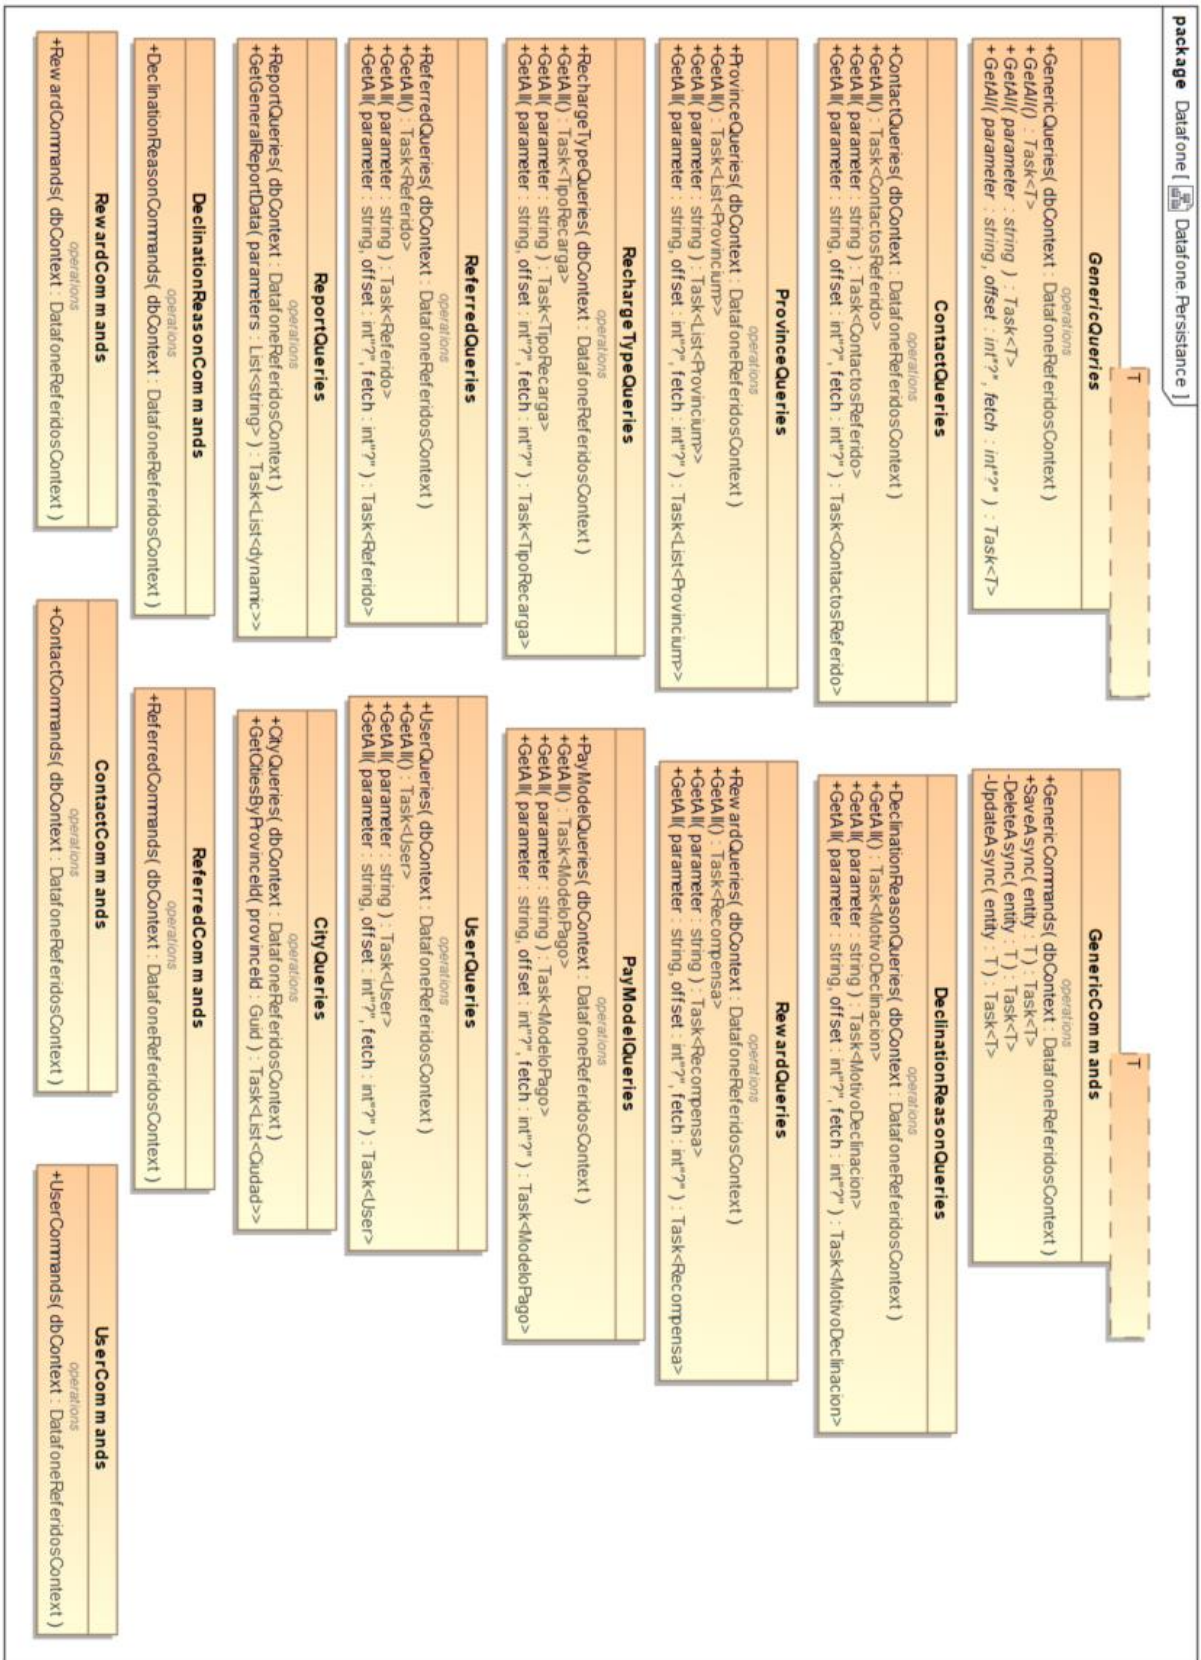 package Datafone [ Datafone.Persistance ]
T
GenericQueries
operations
+GenericQueries( dbContext : DatafoneReferidosContext )
+ GetAll() : Task<T>
+ GetAll( parameter : string ) : Task<T>
+ GetAll( parameter : string, offset : int"?", fetch : int"?" ) : Task<T>
T
GenericCommands
operations
+GenericCommands( dbContext : DatafoneReferidosContext )
+SaveAsync( entity : T ) : Task<T>
-DeleteAsync( entity : T ) : Task<T>
-UpdateAsync( entity : T ) : Task<T>
ContactQueries
operations
+ContactQueries( dbContext : DatafoneReferidosContext )
+GetAll() : Task<ContactosReferido>
+GetAll( parameter : string ) : Task<ContactosReferido>
+GetAll( parameter : string, offset : int"?", fetch : int"?" ) : Task<ContactosReferido>
DeclinationReasonQueries
operations
+DeclinationReasonQueries( dbContext : DatafoneReferidosContext )
+GetAll() : Task<MotivoDeclinacion>
+GetAll( parameter : string ) : Task<MotivoDeclinacion>
+GetAll( parameter : string, offset : int"?", fetch : int"?" ) : Task<MotivoDeclinacion>
ProvinceQueries
operations
+ProvinceQueries( dbContext : DatafoneReferidosContext )
+GetAll() : Task<List<Provincium>>
+GetAll( parameter : string ) : Task<List<Provincium>>
+GetAll( parameter : string, offset : int"?", fetch : int"?" ) : Task<List<Provincium>>
RewardQueries
operations
+RewardQueries( dbContext : DatafoneReferidosContext )
+GetAll() : Task<Recompensa>
+GetAll( parameter : string ) : Task<Recompensa>
+GetAll( parameter : string, offset : int"?", fetch : int"?" ) : Task<Recompensa>
RechargeTypeQueries
operations
+RechargeTypeQueries( dbContext : DatafoneReferidosContext )
+GetAll() : Task<TipoRecarga>
+GetAll( parameter : string ) : Task<TipoRecarga>
+GetAll( parameter : string, offset : int"?", fetch : int"?" ) : Task<TipoRecarga>
PayModelQueries
operations
+PayModelQueries( dbContext : DatafoneReferidosContext )
+GetAll() : Task<ModeloPago>
+GetAll( parameter : string ) : Task<ModeloPago>
+GetAll( parameter : string, offset : int"?", fetch : int"?" ) : Task<ModeloPago>
ReferredQueries
operations
+ReferredQueries( dbContext : DatafoneReferidosContext )
+GetAll() : Task<Referido>
+GetAll( parameter : string ) : Task<Referido>
+GetAll( parameter : string, offset : int"?", fetch : int"?" ) : Task<Referido>
UserQueries
operations
+UserQueries( dbContext : DatafoneReferidosContext )
+GetAll() : Task<User>
+GetAll( parameter : string ) : Task<User>
+GetAll( parameter : string, offset : int"?", fetch : int"?" ) : Task<User>
ReportQueries
operations
+ReportQueries( dbContext : DatafoneReferidosContext )
+GetGeneralReportData( parameters : List<string> ) : Task<List<dynamic>>
CityQueries
operations
+CityQueries( dbContext : DatafoneReferidosContext )
+GetCitiesByProvinceId( provinceId : Guid ) : Task<List<Ciudad>>
DeclinationReasonCommands
operations
+DeclinationReasonCommands( dbContext : DatafoneReferidosContext )
ReferredCommands
operations
+ReferredCommands( dbContext : DatafoneReferidosContext )
RewardCommands
operations
+RewardCommands( dbContext : DatafoneReferidosContext )
ContactCommands
operations
+ContactCommands( dbContext : DatafoneReferidosContext )
UserCommands
operations
+UserCommands( dbContext : DatafoneReferidosContext )